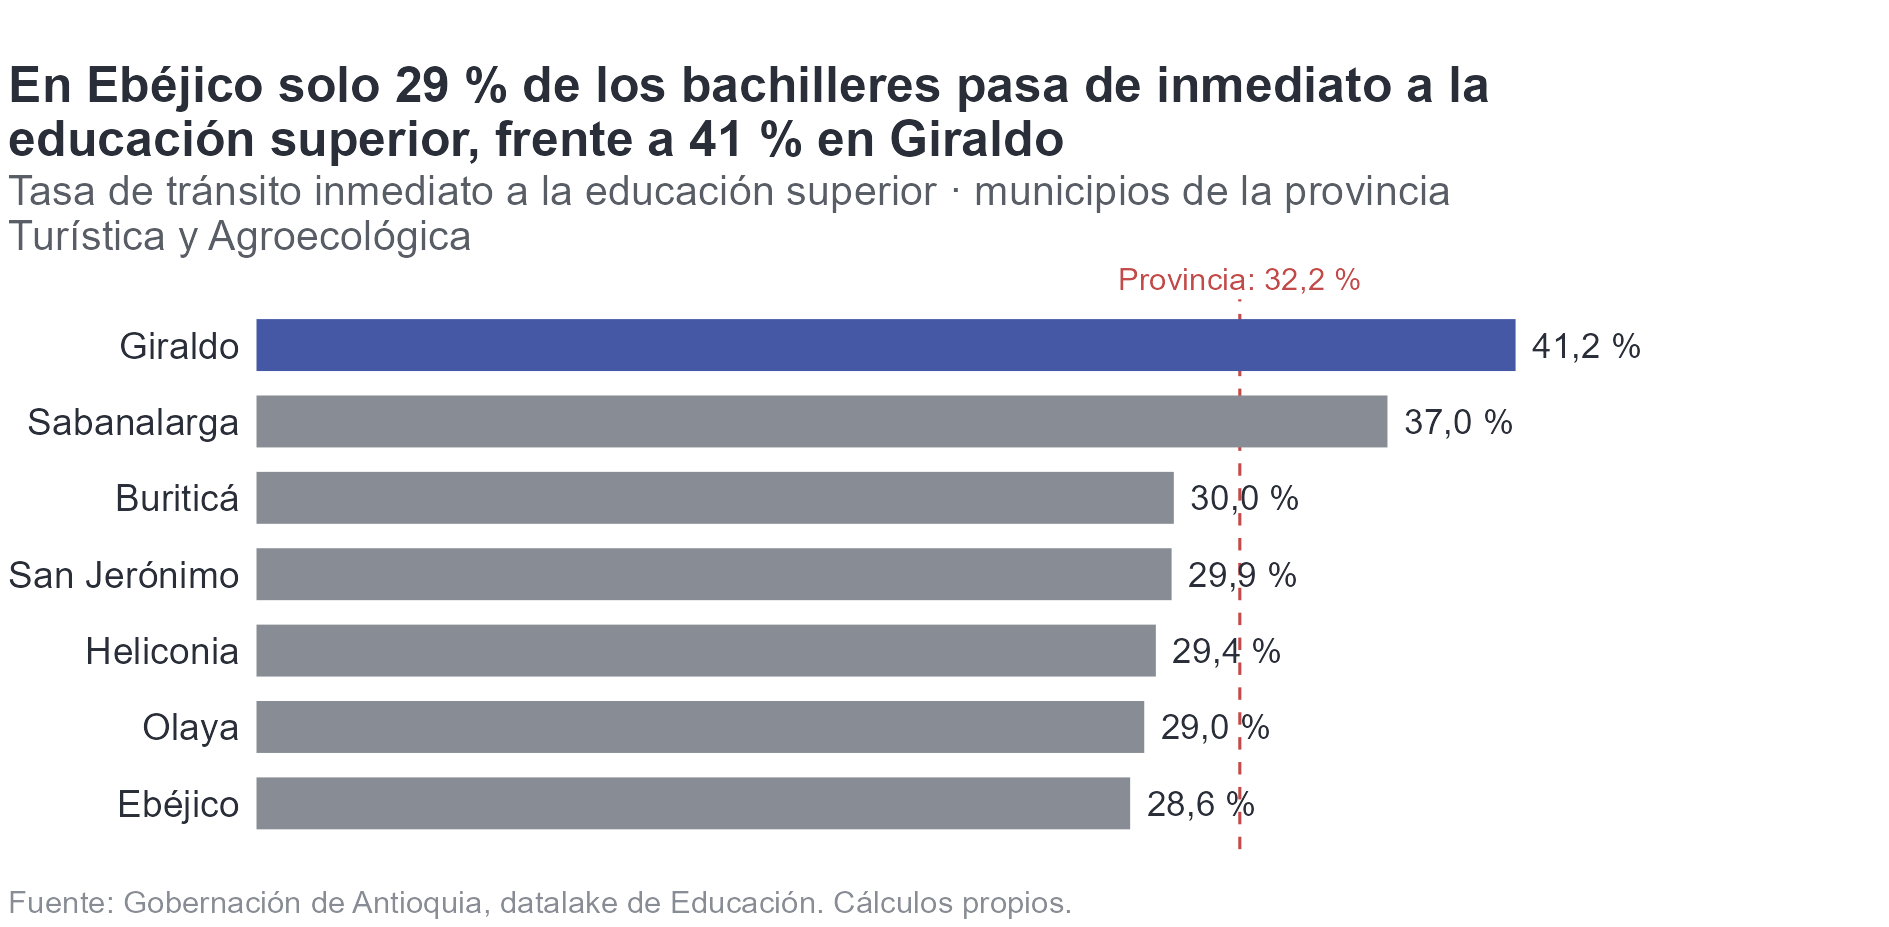 En Ebéjico solo 29 % de los bachilleres pasa de inmediato a la
educación superior, frente a 41 % en Giraldo
Tasa de tránsito inmediato a la educación superior · municipios de la provincia
Turística y Agroecológica
Provincia: 32,2 %
Giraldo 41,2 %
Sabanalarga 37,0 %
Buriticá 30,0 %
San Jerónimo 29,9 %
Heliconia 29,4 %
Olaya 29,0 %
Ebéjico 28,6 %
Fuente: Gobernación de Antioquia, datalake de Educación. Cálculos propios.